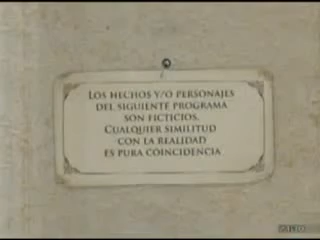 Los hechos y/o personajes
del siguiente programa
son ficticios.
Cualquier similitud
con la realidad
es pura coincidencia